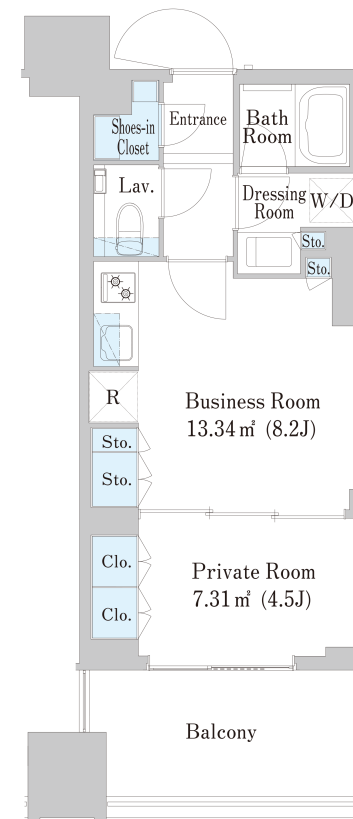 Shoes-in
Closet
Entrance
Bath
Room
Lav.
Dressing
Room
W/D
Sto.
Sto.
R
Business Room
13.34㎡ (8.2J)
Sto.
Sto.
Clo.
Private Room
7.31㎡ (4.5J)
Clo.
Balcony